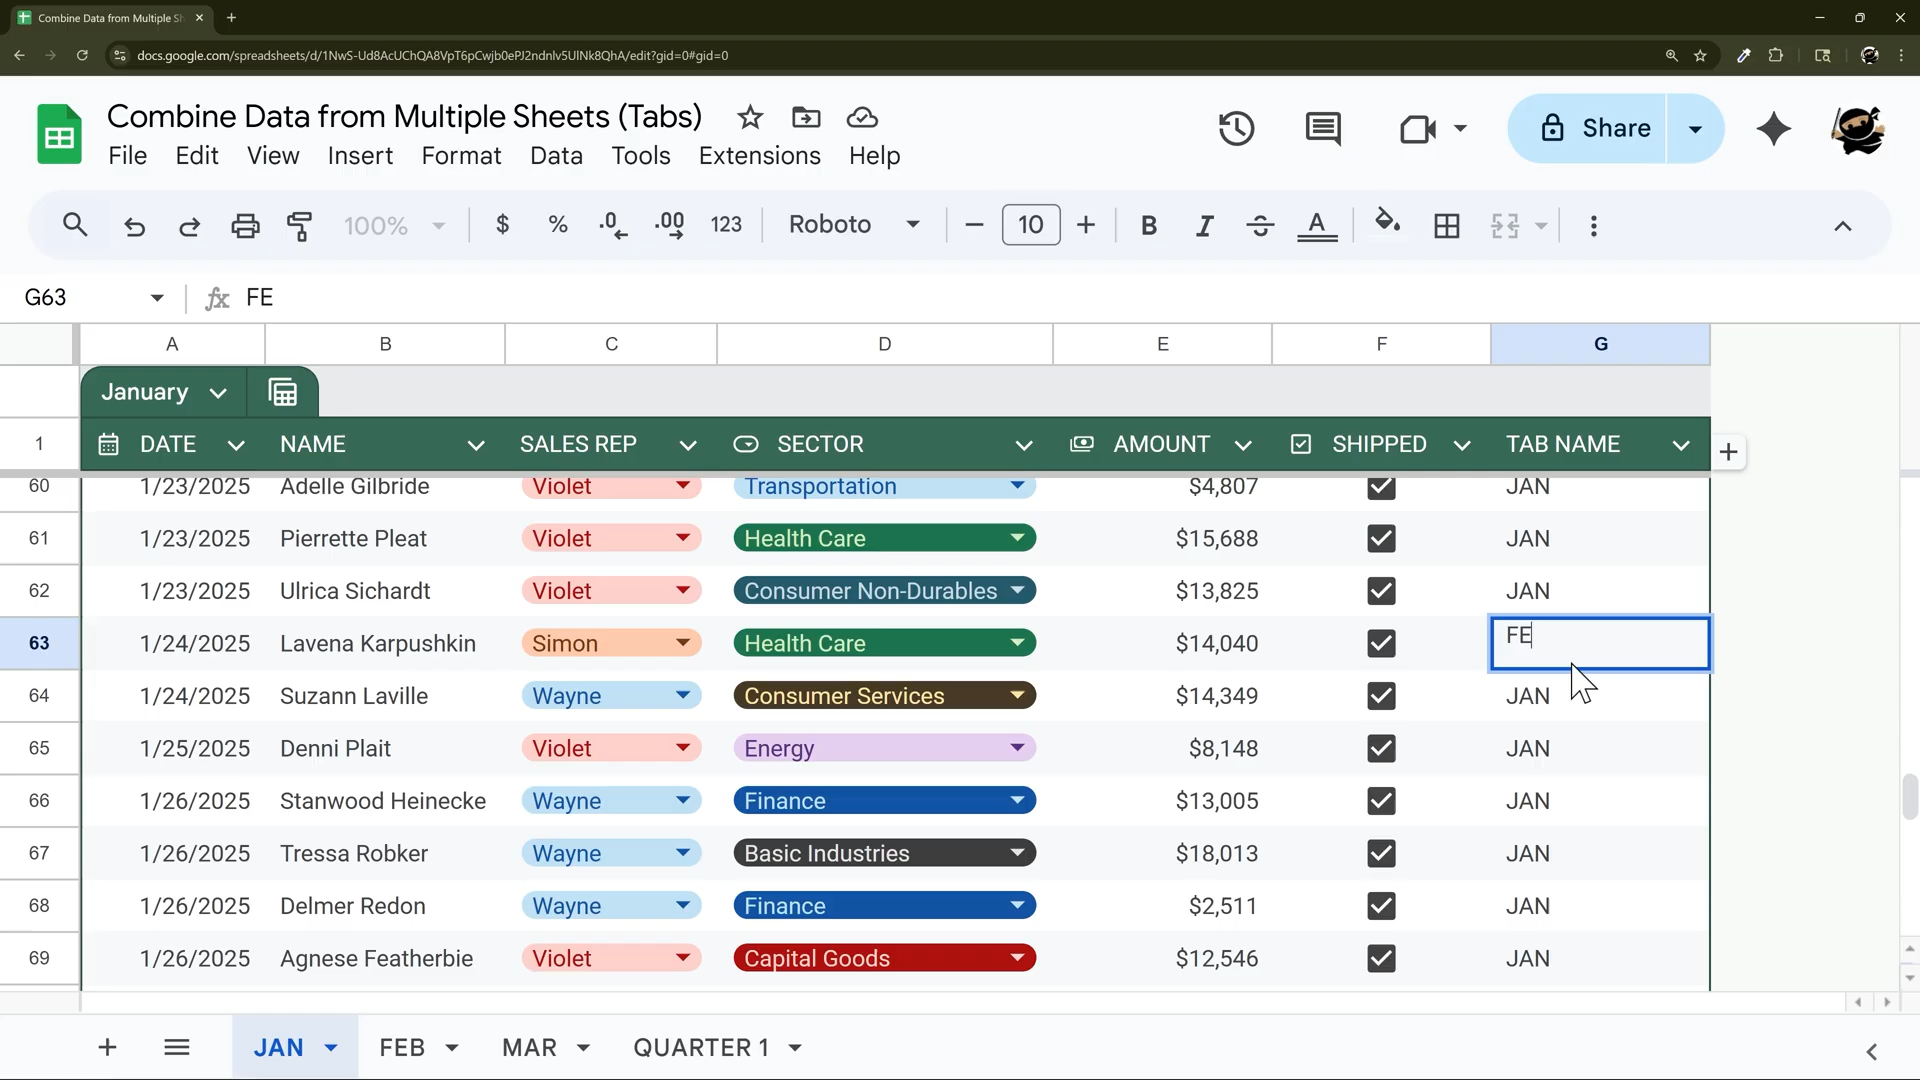 Combine Data from Multiple Sh
docs.google.com/spreadsheets/d/1NwS-Ud8AcUChQA8VpT6pCwjb0ePJ2ndnlv5UlNk8QhA/edit?gid=0#gid=0
Combine Data from Multiple Sheets (Tabs)
Share
File Edit View Insert Format Data Tools Extensions Help
100% $ % .0 .00 123 Roboto 10 B I S A
G63 fx FE
A B C D E F G
January
1 DATE NAME SALES REP SECTOR AMOUNT SHIPPED TAB NAME
60 1/23/2025 Adelle Gilbride Violet Transportation $4,807 JAN
61 1/23/2025 Pierrette Pleat Violet Health Care $15,688 JAN
62 1/23/2025 Ulrica Sichardt Violet Consumer Non-Durables $13,825 JAN
63 1/24/2025 Lavena Karpushkin Simon Health Care $14,040 FE
64 1/24/2025 Suzann Laville Wayne Consumer Services $14,349 JAN
65 1/25/2025 Denni Plait Violet Energy $8,148 JAN
66 1/26/2025 Stanwood Heinecke Wayne Finance $13,005 JAN
67 1/26/2025 Tressa Robker Wayne Basic Industries $18,013 JAN
68 1/26/2025 Delmer Redon Wayne Finance $2,511 JAN
69 1/26/2025 Agnese Featherbie Violet Capital Goods $12,546 JAN
JAN FEB MAR QUARTER 1